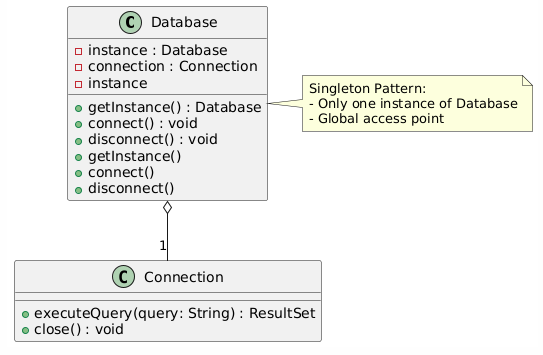 C Database
instance : Database
connection : Connection
instance
getInstance() : Database
connect() : void
disconnect() : void
getInstance()
connect()
disconnect()
Singleton Pattern:
- Only one instance of Database
- Global access point
1
C Connection
executeQuery(query: String) : ResultSet
close() : void